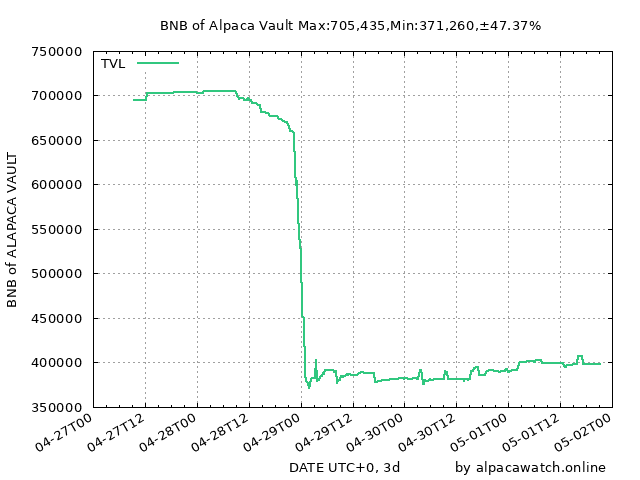 BNB of Alpaca Vault Max:705,435,Min:371,260,±47.37%
750000
TVL
700000
650000
600000
550000
500000
450000
400000
350000
BNB of ALAPACA VAULT
04-27T00
04-27T12
04-28T00
04-28T12
04-29T00
04-29T12
04-30T00
04-30T12
05-01T00
05-01T12
05-02T00
DATE UTC+0, 3d
by alpacawatch.online